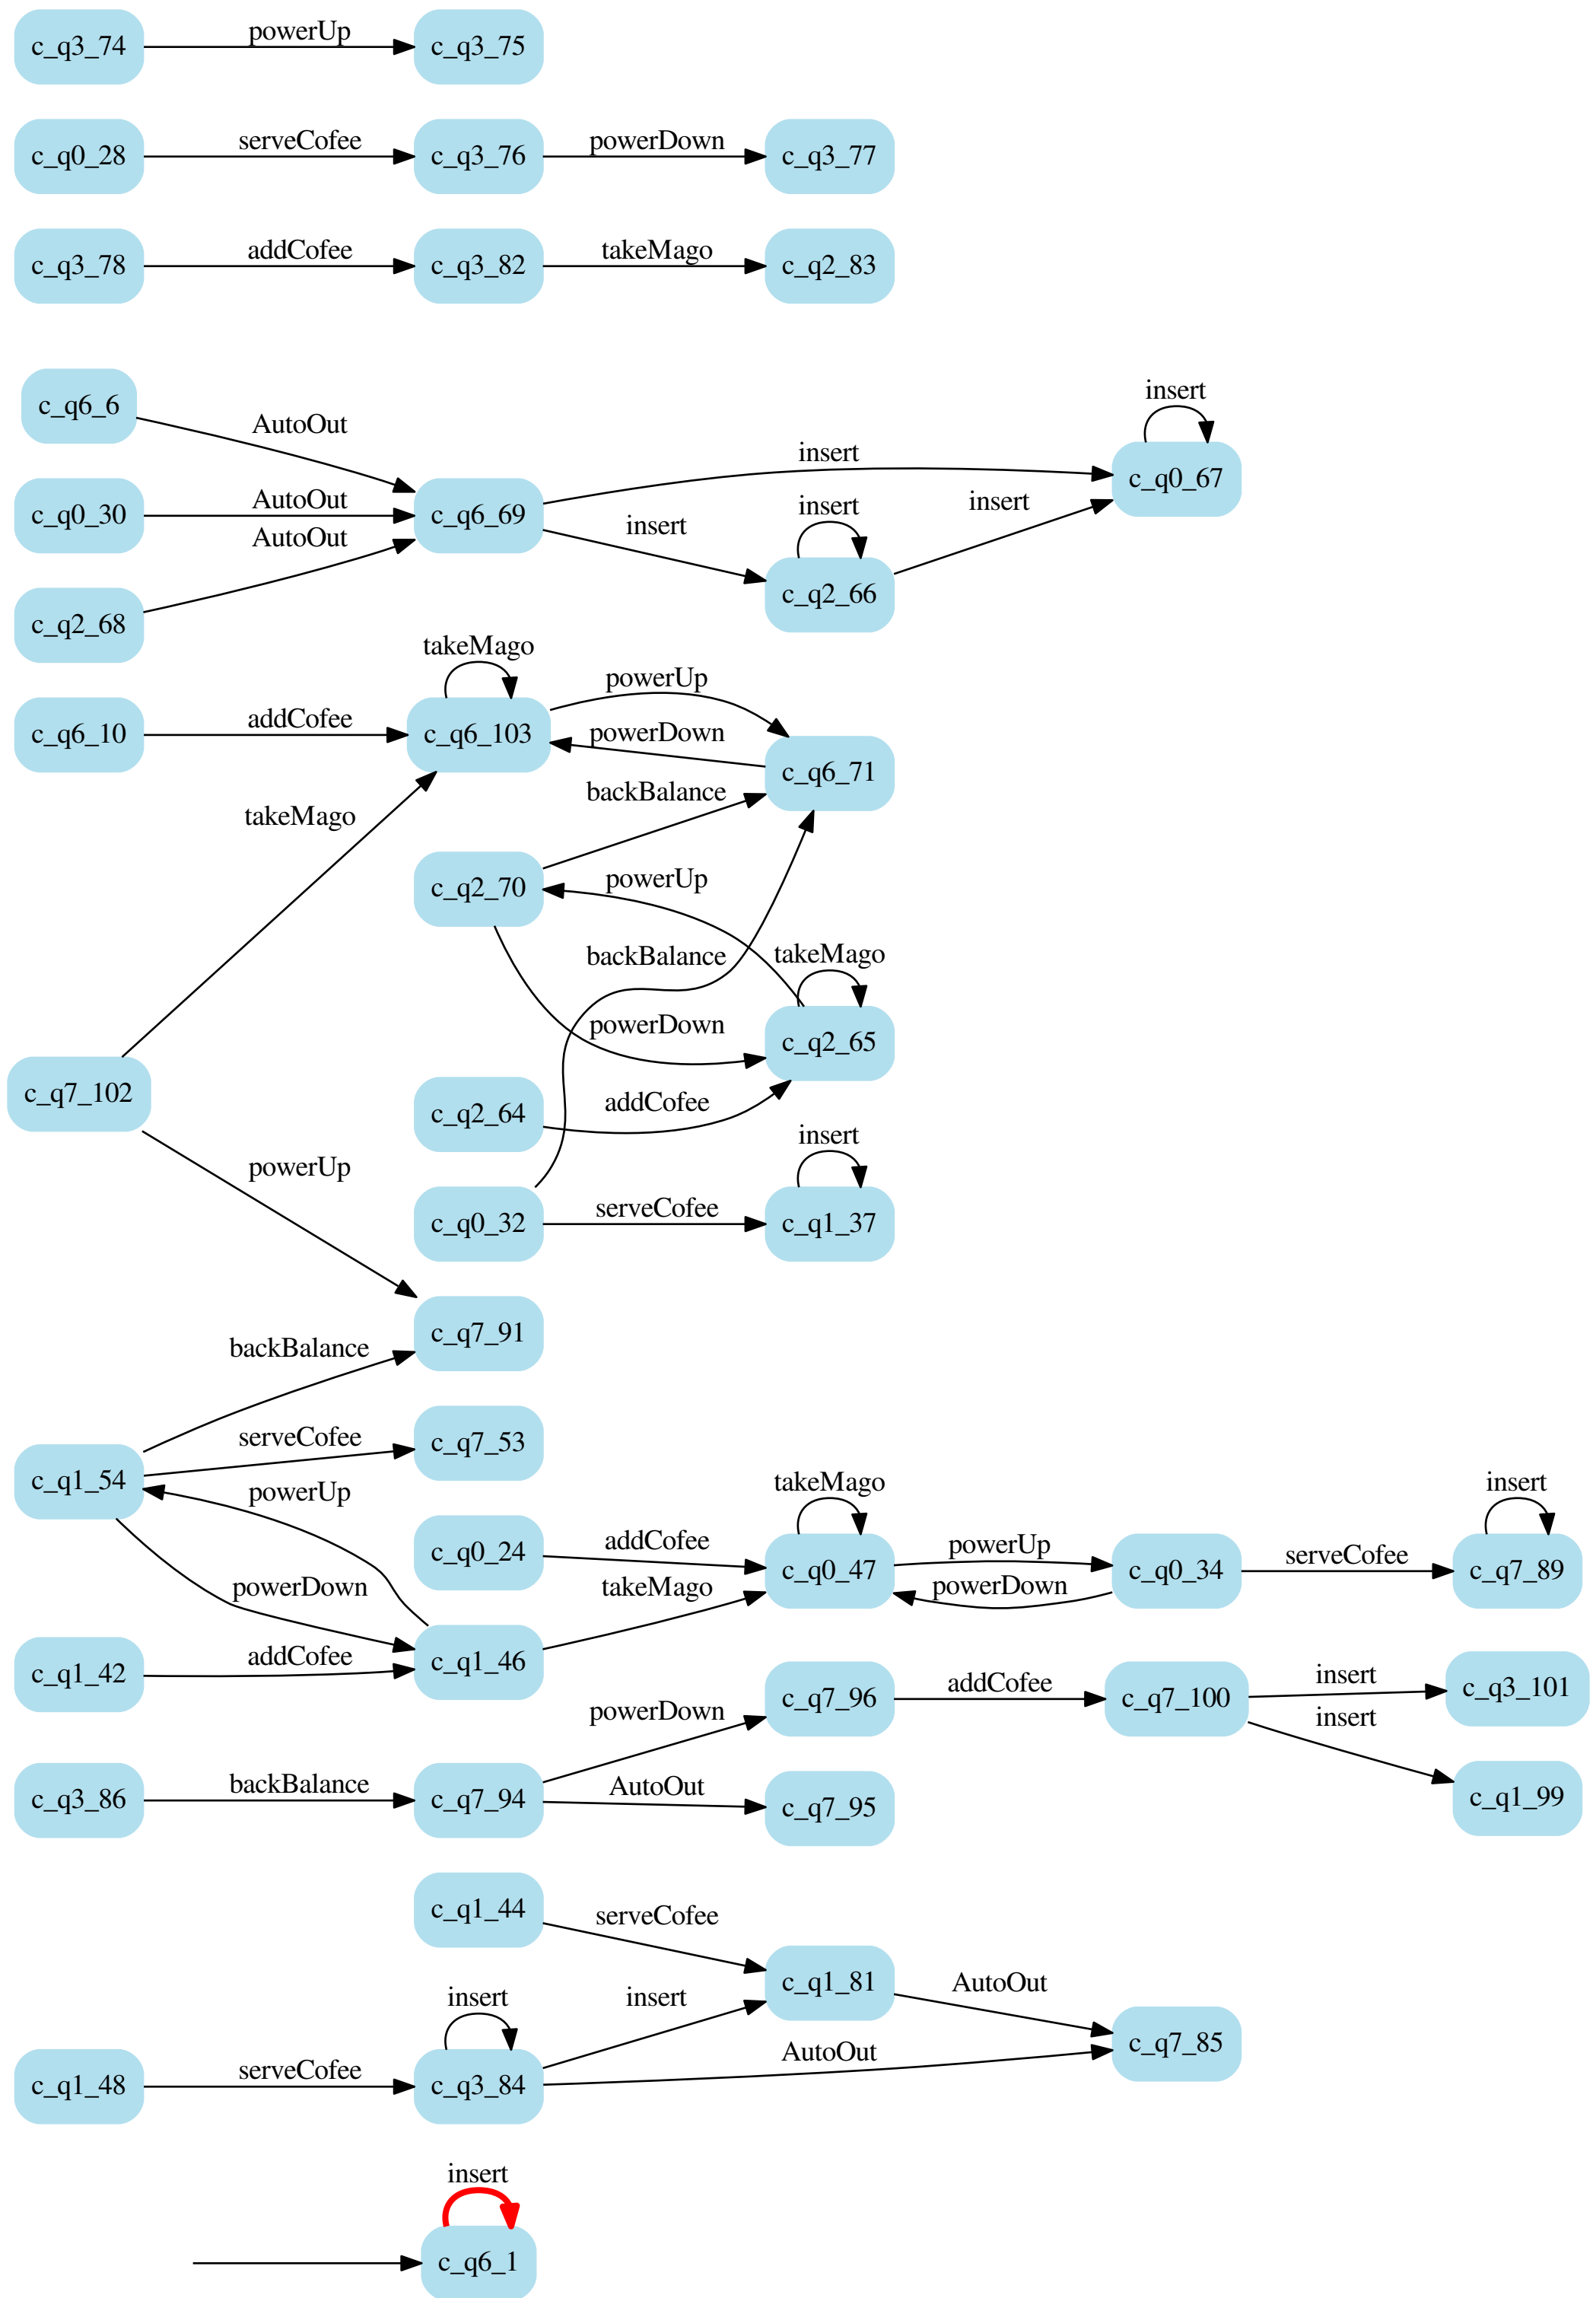 powerUp
c_q3_74
c_q3_75
serveCofee
powerDown
c_q0_28
c_q3_76
c_q3_77
addCofee
takeMago
c_q3_78
c_q3_82
c_q2_83
insert
c_q6_6
AutoOut
insert
c_q0_67
AutoOut
insert
insert
c_q0_30
c_q6_69
insert
AutoOut
c_q2_66
c_q2_68
takeMago
powerUp
addCofee
powerDown
c_q6_10
c_q6_103
c_q6_71
backBalance
takeMago
powerUp
c_q2_70
backBalance
takeMago
powerDown
c_q2_65
c_q7_102
addCofee
c_q2_64
insert
powerUp
serveCofee
c_q0_32
c_q1_37
backBalance
c_q7_91
serveCofee
c_q7_53
c_q1_54
powerUp
takeMago
insert
addCofee
powerUp
serveCofee
c_q0_24
c_q0_47
c_q0_34
c_q7_89
powerDown
takeMago
powerDown
addCofee
c_q1_42
c_q1_46
insert
addCofee
c_q7_96
c_q7_100
c_q3_101
powerDown
insert
backBalance
AutoOut
c_q3_86
c_q7_94
c_q7_95
c_q1_99
c_q1_44
serveCofee
c_q1_81
AutoOut
insert
insert
c_q7_85
AutoOut
serveCofee
c_q1_48
c_q3_84
insert
c_q6_1